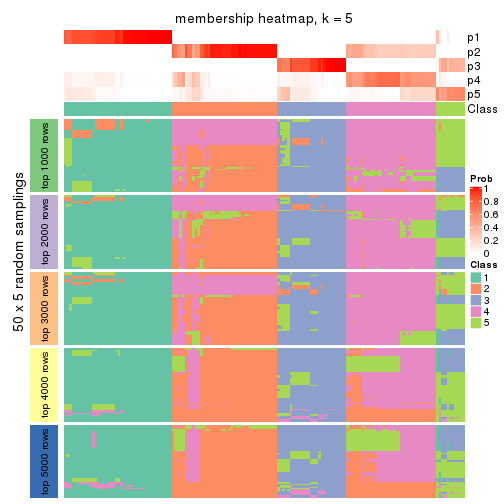 membership heatmap, k = 5
p1
p2
p3
p4
p5
Class
50 x 5 random samplings
top 1000 rows
top 2000 rows
top 3000 rows
top 4000 rows
top 5000 rows
Prob
1
0.8
0.6
0.4
0.2
0
Class
1
2
3
4
5